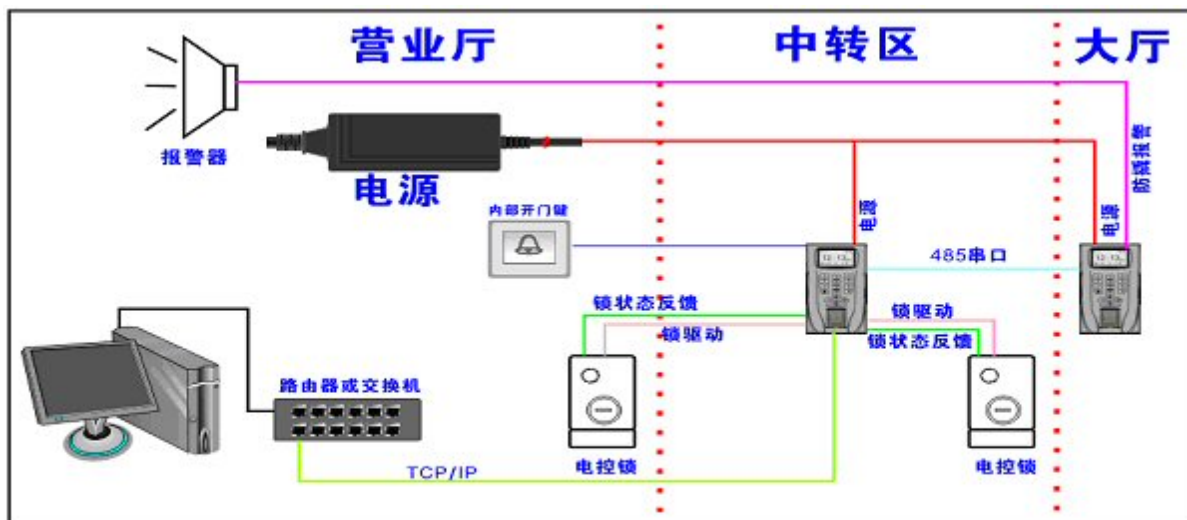 营业厅
中转区
大厅
报警器
电源
防撬报警
内部开门键
电源
电源
485串口
锁状态反馈
锁驱动
锁驱动
锁状态反馈
路由器或交换机
电控锁
电控锁
TCP/IP